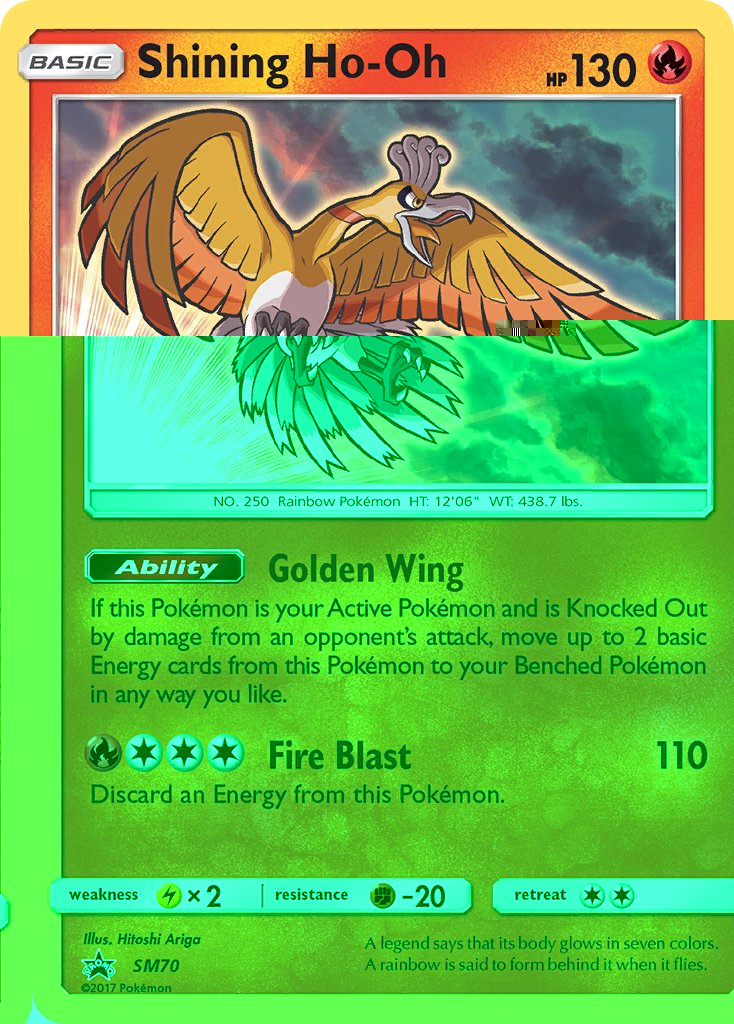 BASIC Shining Ho-Oh HP 130
NO. 250 Rainbow Pokémon HT: 12'06" WT: 438.7 lbs.
Ability Golden Wing
If this Pokémon is your Active Pokémon and is Knocked Out
by damage from an opponent's attack, move up to 2 basic
Energy cards from this Pokémon to your Benched Pokémon
in any way you like.
Fire Blast 110
Discard an Energy from this Pokémon.
weakness ×2 resistance -20 retreat
Illus. Hitoshi Ariga
A legend says that its body glows in seven colors.
PROMO SM70
A rainbow is said to form behind it when it flies.
©2017 Pokémon